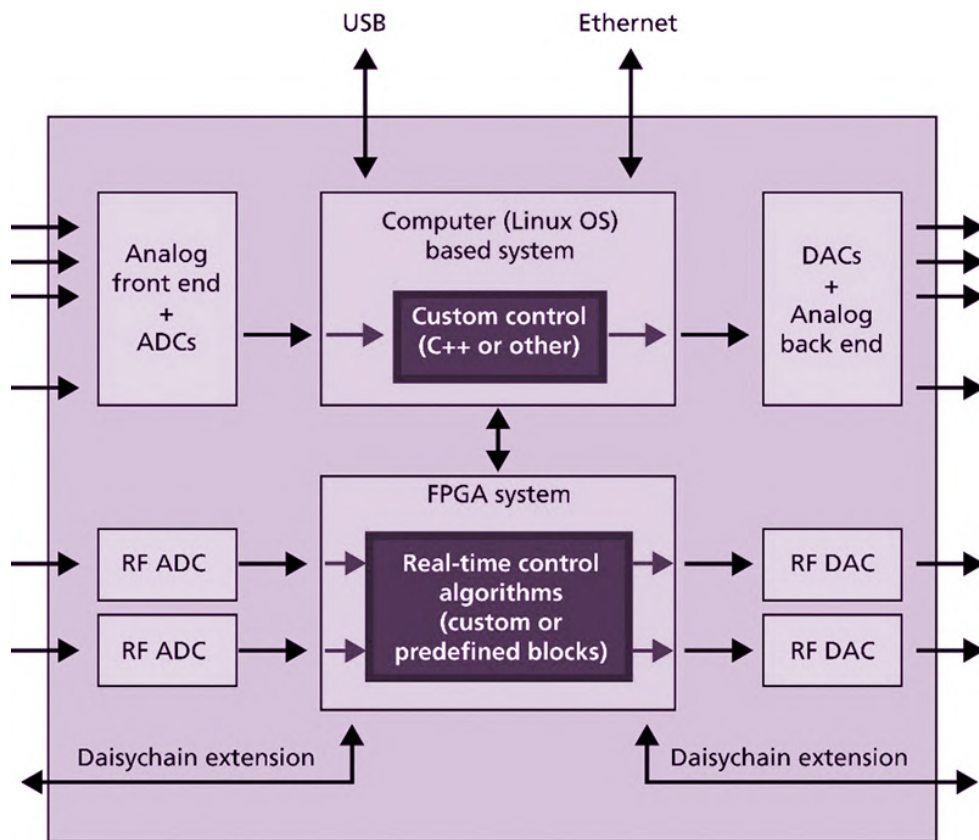 USB
Ethernet
Analog
front end
+
ADCs
Computer (Linux OS)
based system
Custom control
(C++ or other)
DACs
+
Analog
back end
FPGA system
RF ADC
RF ADC
Real-time control
algorithms
(custom or
predefined blocks)
RF DAC
RF DAC
Daisychain extension
Daisychain extension